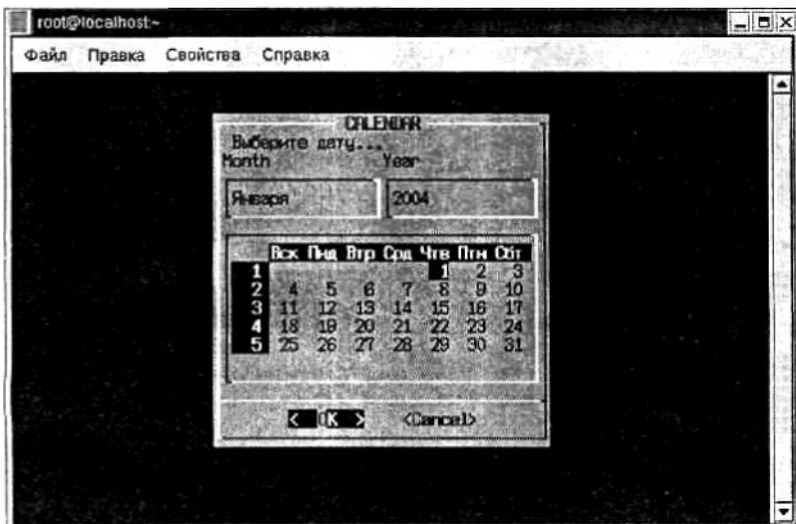 root@localhost:~
Файл Правка Свойства Справка
CALENDAR
Выберите дату...
Month Year
Января 2004
Вск Пнд Втр Срд Чтв Птн Сбт
1 1 2 3
2 4 5 6 7 8 9 10
3 11 12 13 14 15 16 17
4 18 19 20 21 22 23 24
5 25 26 27 28 29 30 31
< OK > <Cancel>